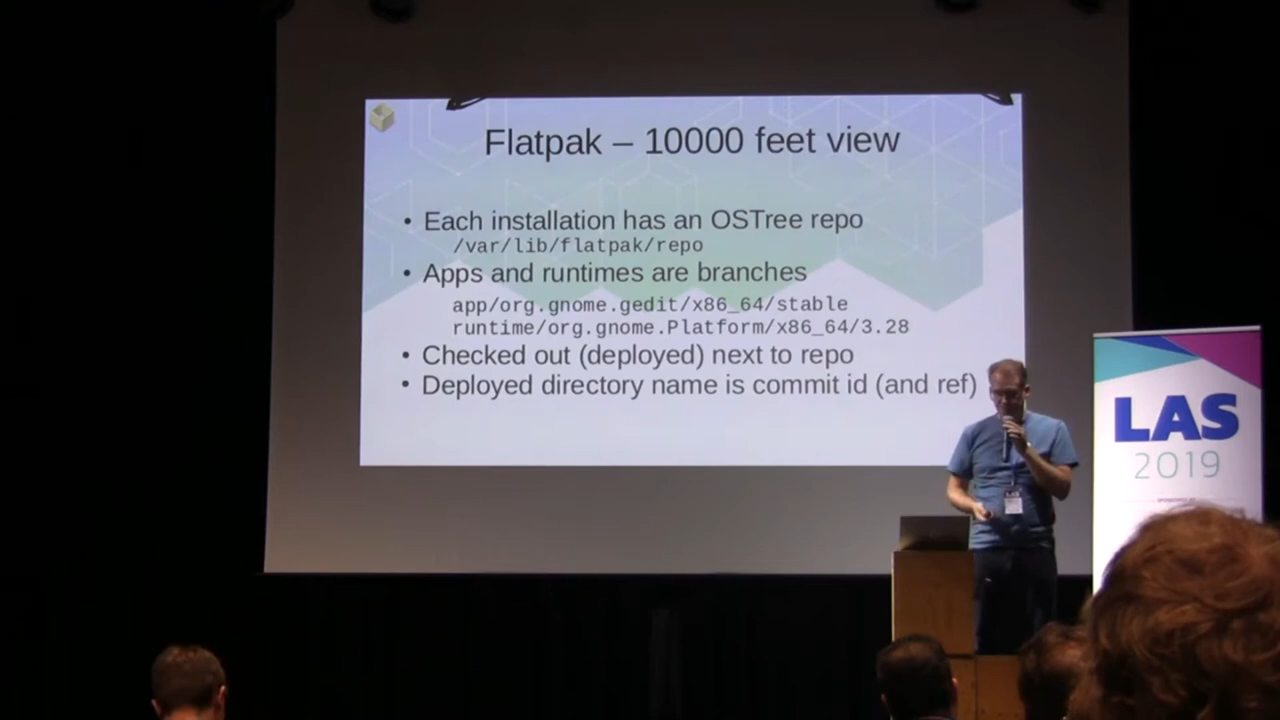 Flatpak – 10000 feet view
• Each installation has an OSTree repo
/var/lib/flatpak/repo
• Apps and runtimes are branches
app/org.gnome.gedit/x86_64/stable
runtime/org.gnome.Platform/x86_64/3.28
• Checked out (deployed) next to repo
• Deployed directory name is commit id (and ref)
LAS
2019
LAS